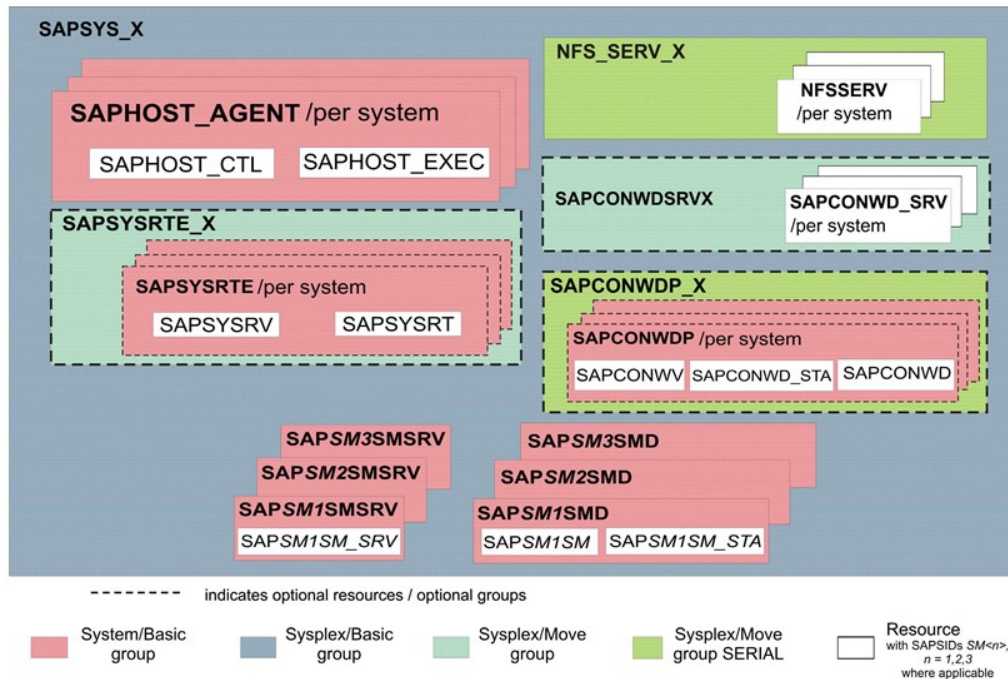 SAPSYS_X
SAPHOST_AGENT /per system
SAPHOST_CTL
SAPHOST_EXEC
SAPSYSRTE_X
SAPSYSRTE /per system
SAPSYSRV
SAPSYSRT
NFS_SERV_X
NFSSERV
/per system
SAPCONWDSRVX
SAPCONWD_SRV
/per system
SAPCONWDP_X
SAPCONWDP /per system
SAPCONWV
SAPCONWD_STA
SAPCONWD
SAPSM3SMSRV
SAPSM2SMSRV
SAPSM1SMSRV
SAPSM1SM_SRV
SAPSM3SMD
SAPSM2SMD
SAPSM1SMD
SAPSM1SM
SAPSM1SM_STA
indicates optional resources / optional groups
System/Basic
group
Sysplex/Basic
group
Sysplex/Move
group
Sysplex/Move
group SERIAL
Resource
with SAPSIDs SM<n>,
n = 1,2,3
where applicable